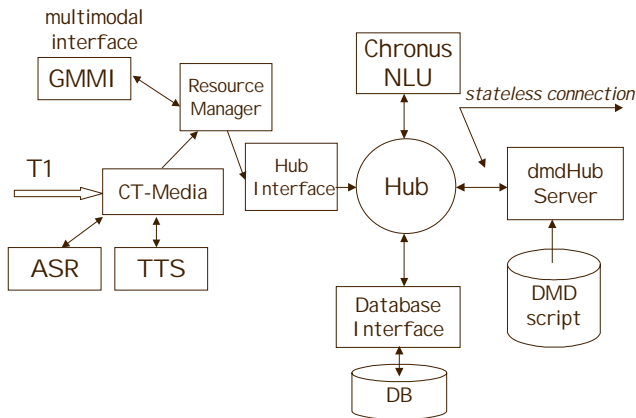 multimodal
interface
GMMI
Resource
Manager
Chronus
NLU
stateless connection
T1
CT-Media
Hub
Interface
Hub
dmdHub
Server
ASR
TTS
Database
Interface
DMD
script
DB